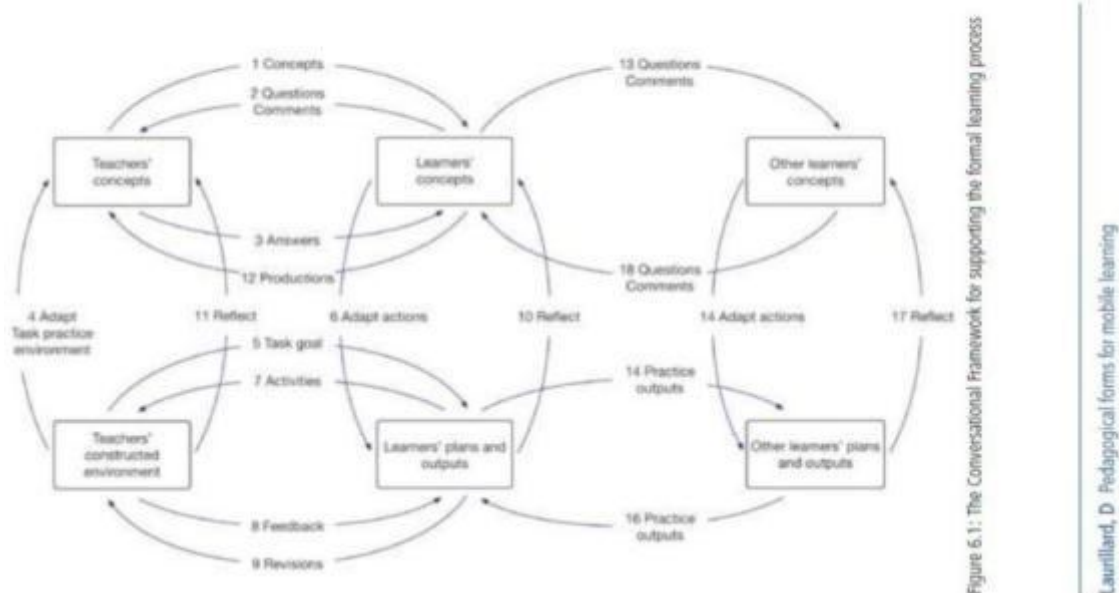 1 Concepts
2 Questions
Comments
13 Questions
Comments
Teachers'
concepts
Learners'
concepts
Other learners'
concepts
3 Answers
12 Productions
18 Questions
Comments
4 Adapt
Task practice
environment
11 Reflect
6 Adapt actions
10 Reflect
14 Adapt actions
17 Reflect
5 Task goal
7 Activities
14 Practice
outputs
Teachers'
constructed
environment
Learners' plans and
outputs
Other learners' plans
and outputs
8 Feedback
9 Revisions
16 Practice
outputs
Figure 6.1: The Conversational Framework for supporting the formal learning process
Laurillard, D Pedagogical forms for mobile learning